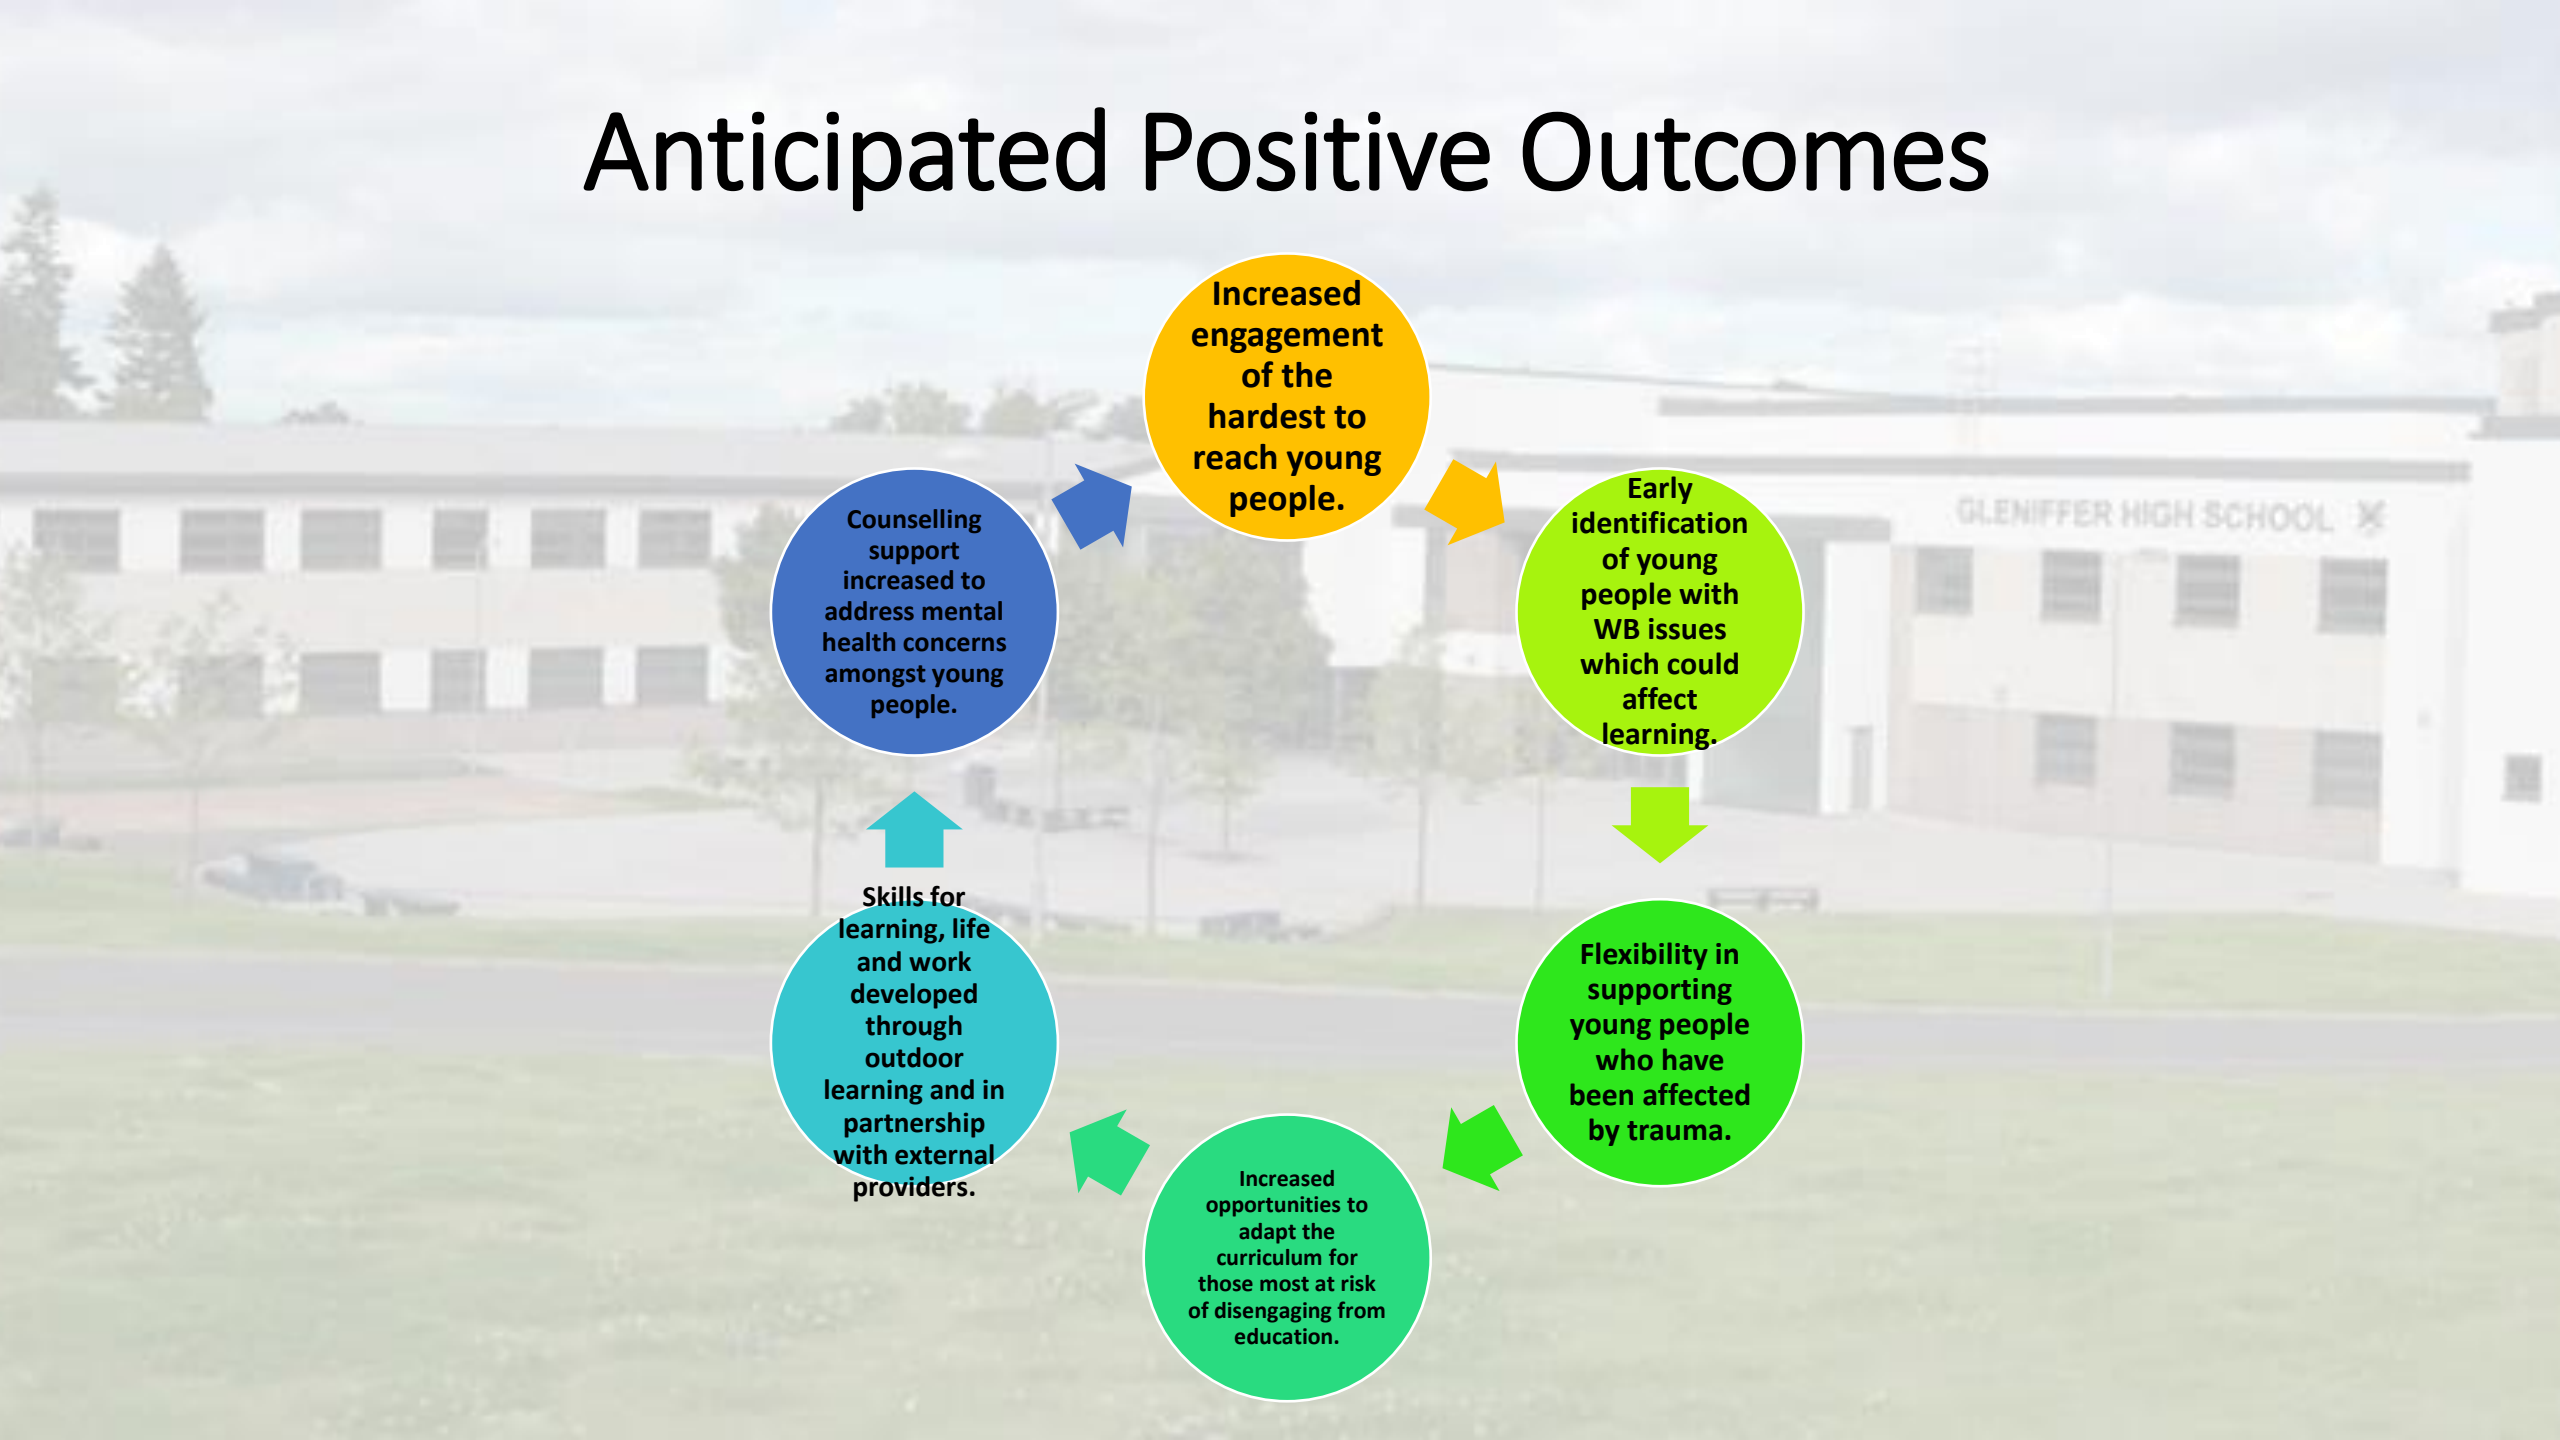 Anticipated Positive Outcomes
Increased
engagement
of the
hardest to
reach young
people.
Early
identification
of young
people with
WB issues
which could
affect
learning.
Flexibility in
supporting
young people
who have
been affected
by trauma.
Increased
opportunities to
adapt the
curriculum for
those most at risk
of disengaging from
education.
Skills for
learning, life
and work
developed
through
outdoor
learning and in
partnership
with external
providers.
Counselling
support
increased to
address mental
health concerns
amongst young
people.
GLENIFFER HIGH SCHOOL